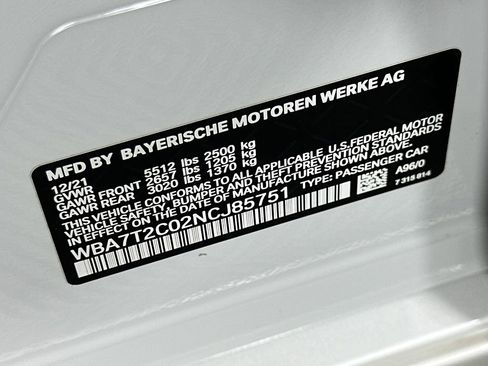 MFD BY BAYERISCHE MOTOREN WERKE AG
12/21
GVWR 5512 lbs 2500 kg
GAWR FRONT 2657 lbs 1205 kg
GAWR REAR 3020 lbs 1370 kg
THIS VEHICLE CONFORMS TO ALL APPLICABLE U.S.FEDERAL MOTOR
VEHICLE SAFETY, BUMPER, AND THEFT PREVENTION STANDARDS
IN EFFECT ON THE DATE OF MANUFACTURE SHOWN ABOVE.
WBA7T2C02NCJ85751 TYPE: PASSENGER CAR A96/0
7 315 814